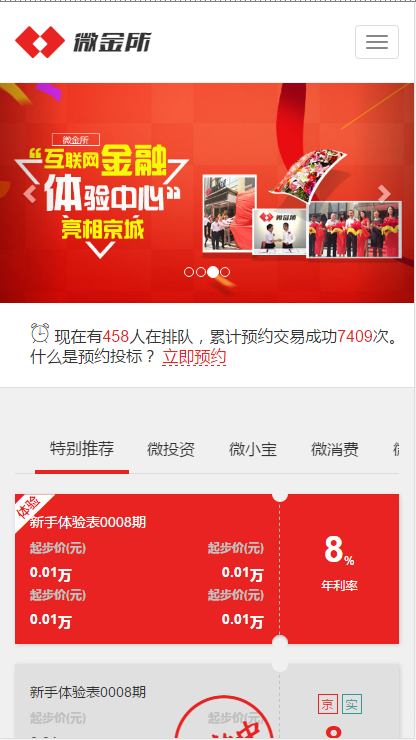 微金所
微金所
“互联网金融
体验中心”
亮相京城
微金所
现在有458人在排队，累计预约交易成功7409次。
什么是预约投标？ 立即预约
特别推荐 微投资 微小宝 微消费
体验
新手体验表0008期
起步价(元) 起步价(元)
0.01万 0.01万
起步价(元) 起步价(元)
0.01万 0.01万
8%
年利率
新手体验表0008期
起步价(元)
京 实
8